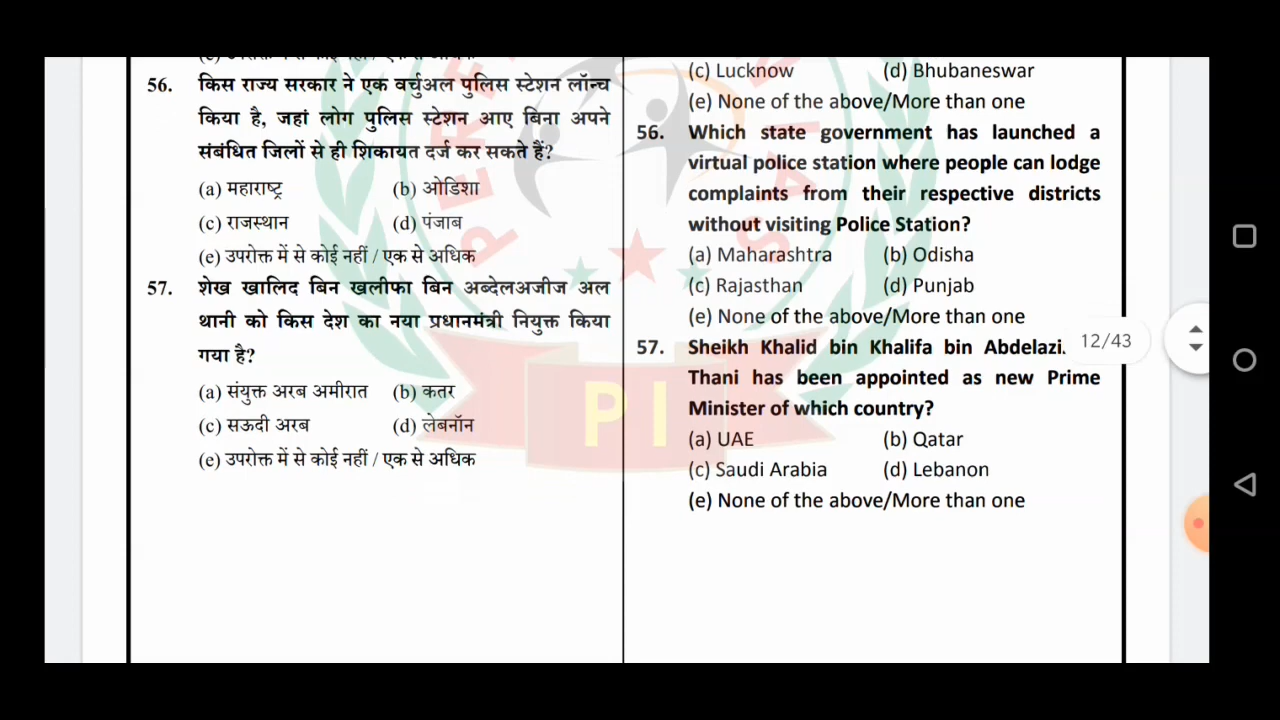 56. किस राज्य सरकार ने एक वर्चुअल पुलिस स्टेशन लॉन्च
किया है, जहां लोग पुलिस स्टेशन आए बिना अपने
संबंधित जिलों से ही शिकायत दर्ज कर सकते हैं?
(a) महाराष्ट्र (b) ओडिशा
(c) राजस्थान (d) पंजाब
(e) उपरोक्त में से कोई नहीं / एक से अधिक
57. शेख खालिद बिन खलीफा बिन अब्देलअजीज अल
थानी को किस देश का नया प्रधानमंत्री नियुक्त किया
गया है?
(a) संयुक्त अरब अमीरात (b) कतर
(c) सऊदी अरब (d) लेबनॉन
(e) उपरोक्त में से कोई नहीं / एक से अधिक
(c) Lucknow (d) Bhubaneswar
(e) None of the above/More than one
56. Which state government has launched a
virtual police station where people can lodge
complaints from their respective districts
without visiting Police Station?
(a) Maharashtra (b) Odisha
(c) Rajasthan (d) Punjab
(e) None of the above/More than one
57. Sheikh Khalid bin Khalifa bin
Thani has been appointed as new Prime
Minister of which country?
(a) UAE (b) Qatar
(c) Saudi Arabia (d) Lebanon
(e) None of the above/More than one
12/43
PI